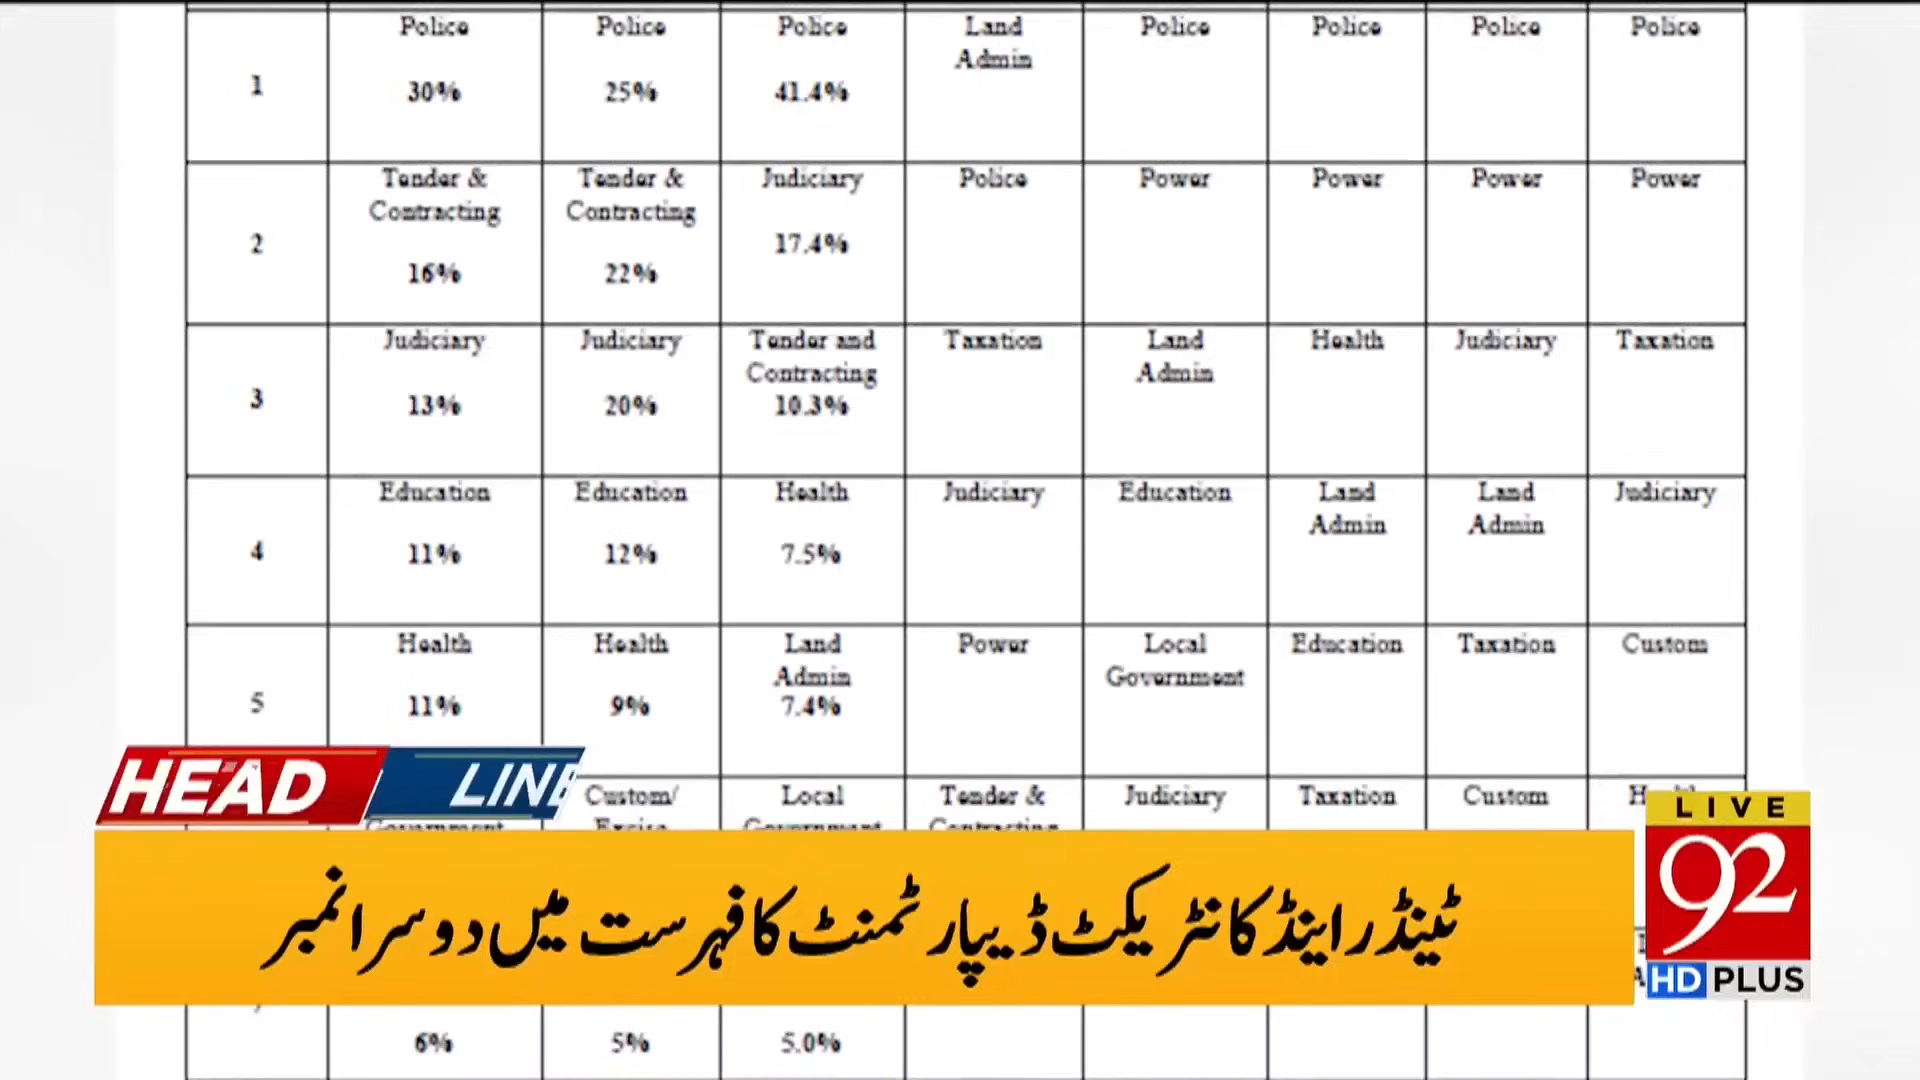 Police Police Police Land Police Police Police Police
Admin
1 30% 25% 41.4%
Tender & Tender & Judiciary Police Power Power Power Power
Contracting Contracting
2 17.4%
16% 22%
Judiciary Judiciary Tender and Taxation Land Health Judiciary Taxation
Contracting Admin
3 13% 20% 10.3%
Education Education Health Judiciary Education Land Land Judiciary
Admin Admin
4 11% 12% 7.5%
Health Health Land Power Local Education Taxation Custom
Admin Government
5 11% 9% 7.4%
HEAD LINE
Custom/ Local Tender & Judiciary Taxation Custom
Government Excise Government Contracting
LIVE
92
HD PLUS
ٹینڈر اینڈ کانٹریکٹ ڈیپارٹمنٹ کا فہرست میں دوسرا نمبر
6% 5% 5.0%